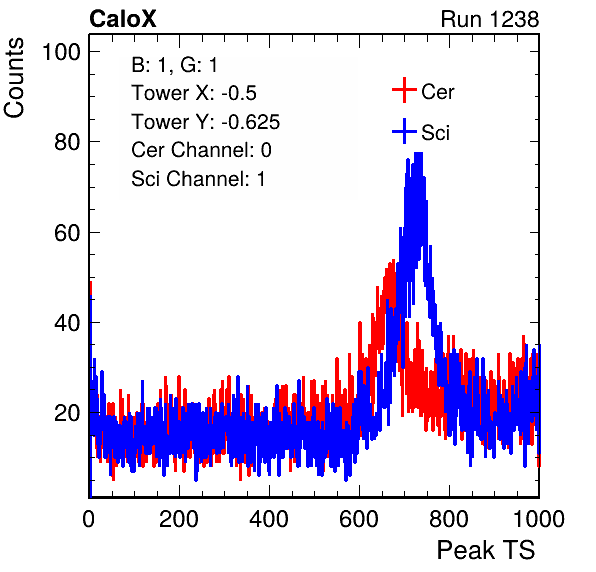 CaloX Run 1238
Counts
100
80
60
40
20
B: 1, G: 1
Tower X: -0.5
Tower Y: -0.625
Cer Channel: 0
Sci Channel: 1
Cer
Sci
0 200 400 600 800 1000
Peak TS